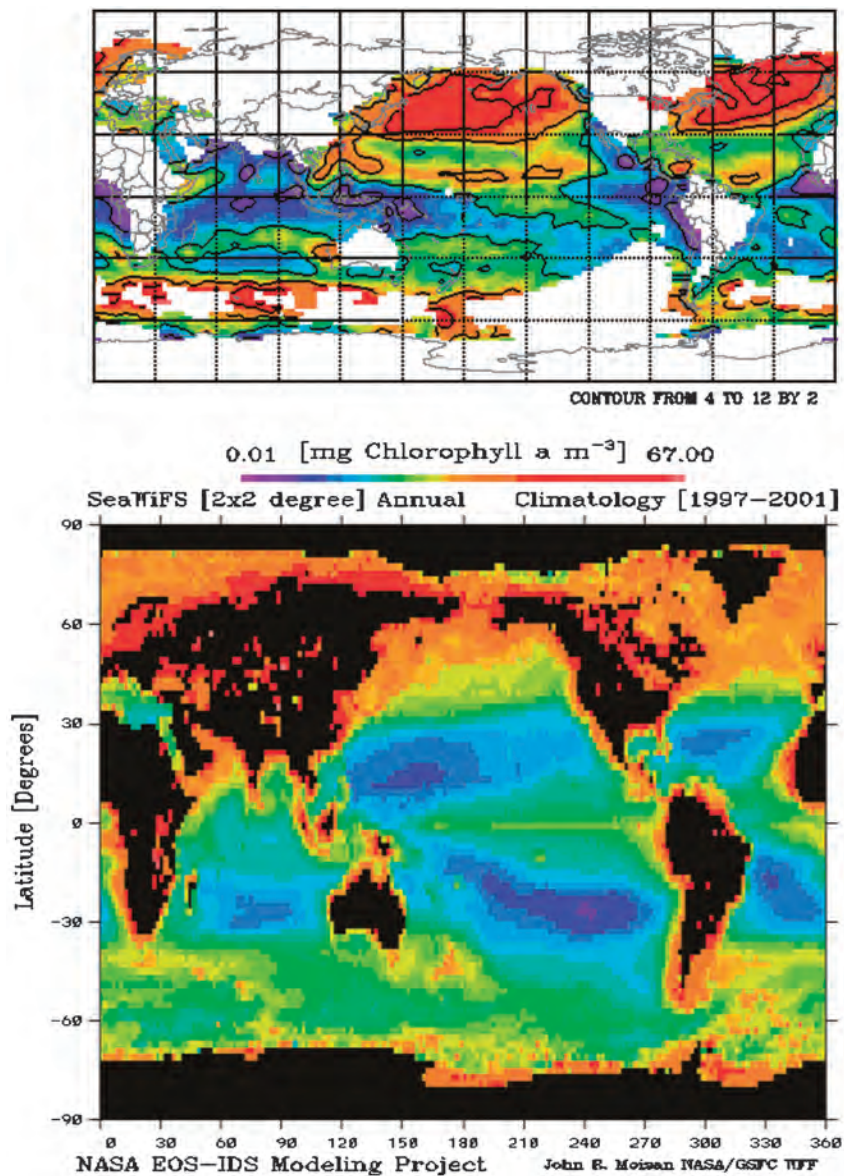 CONTOUR FROM 4 TO 12 BY 2
0.01 [mg Chlorophyll a m⁻³] 67.00
SeaWiFS [2x2 degree] Annual Climatology [1997-2001]
90
60
30
0
-30
-60
-90
Latitude [Degrees]
0 30 60 90 120 150 180 210 240 270 300 330 360
NASA EOS-IDS Modeling Project John R. Moisan NASA/GSFC WFF